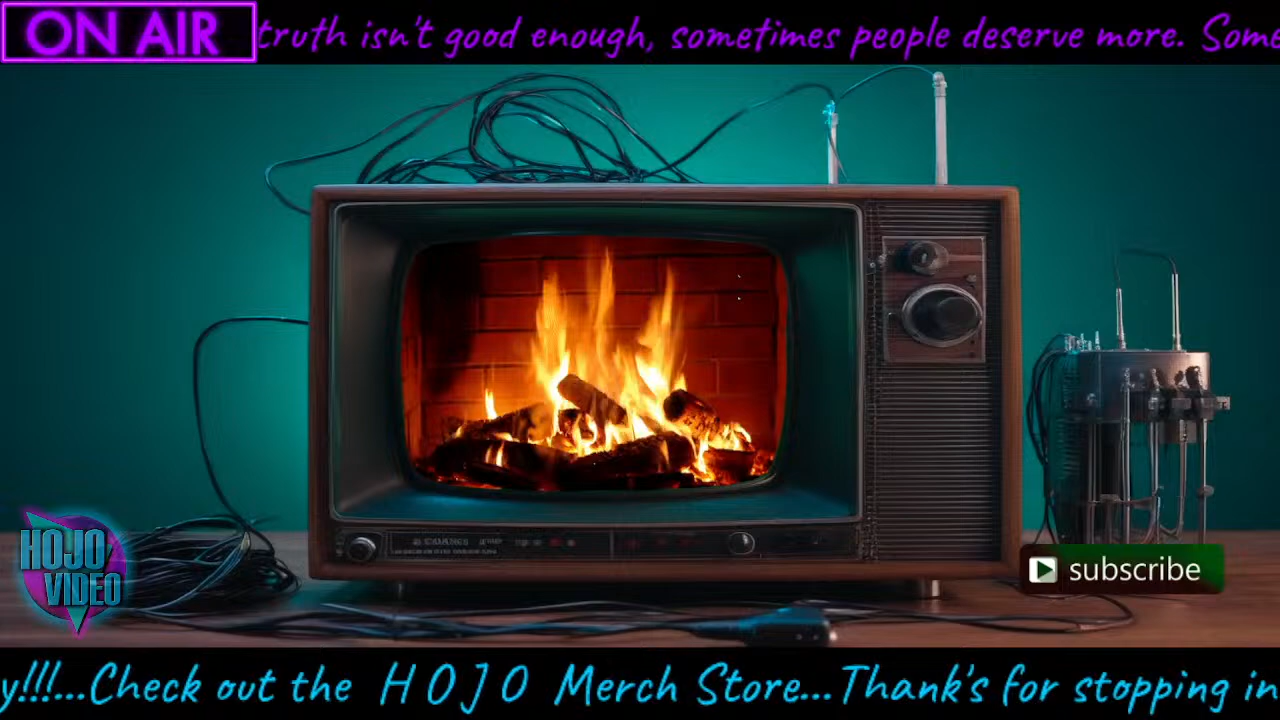 ON AIR
truth isn't good enough, sometimes people deserve more. Some
HOJO
VIDEO
subscribe
y!!!...Check out the H O J O Merch Store...Thank's for stopping in